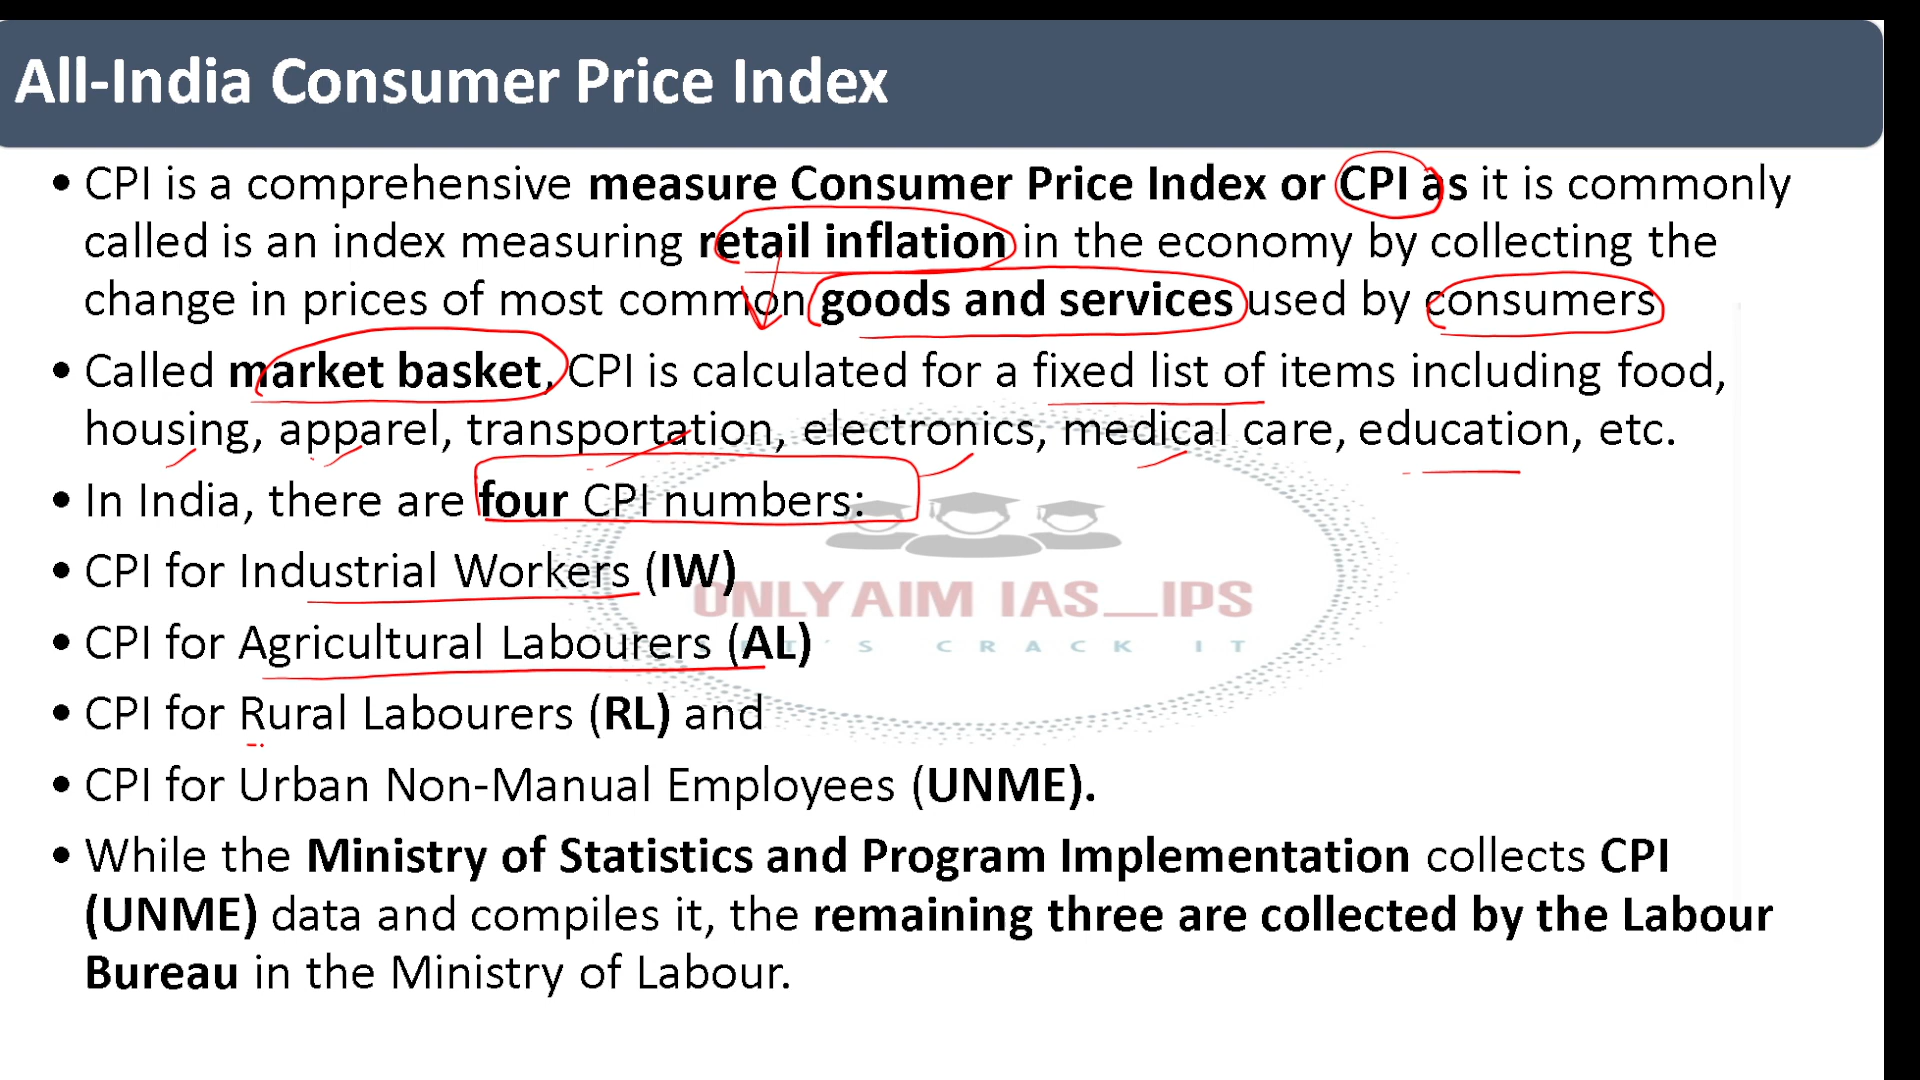 All-India Consumer Price Index
• CPI is a comprehensive measure Consumer Price Index or CPI as it is commonly
called is an index measuring retail inflation in the economy by collecting the
change in prices of most common goods and services used by consumers
• Called market basket, CPI is calculated for a fixed list of items including food,
housing, apparel, transportation, electronics, medical care, education, etc.
• In India, there are four CPI numbers:
• CPI for Industrial Workers (IW)
ONLY AIM IAS_IPS
• CPI for Agricultural Labourers (AL)
T'S CRACK IT
• CPI for Rural Labourers (RL) and
• CPI for Urban Non-Manual Employees (UNME).
• While the Ministry of Statistics and Program Implementation collects CPI
(UNME) data and compiles it, the remaining three are collected by the Labour
Bureau in the Ministry of Labour.